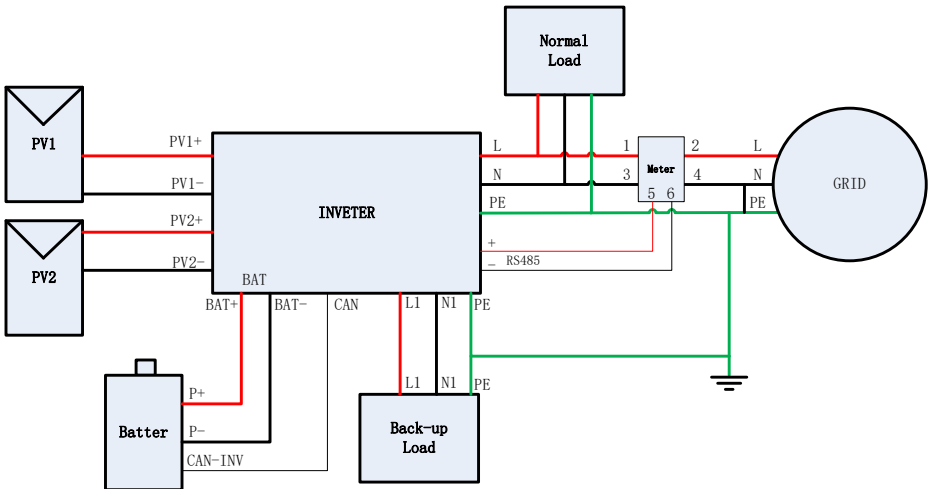 Normal
Load
PV1
PV1+
PV1-
PV2
PV2+
PV2-
INVETER
BAT
L
N
PE
+
-
RS485
1
3
Meter
5 6
2
4
L
N
PE
GRID
BAT+
BAT-
CAN
L1
N1
PE
L1
N1
PE
Batter
P+
P-
CAN-INV
Back-up
Load